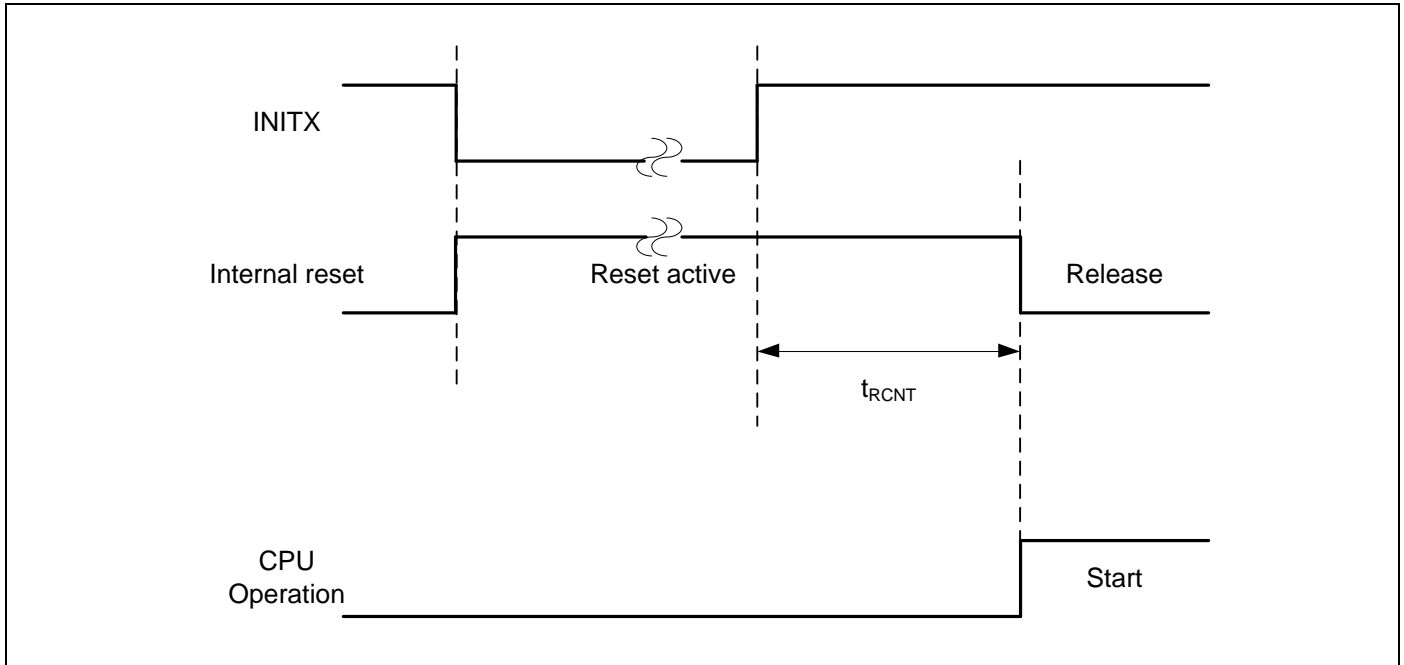 INITX
Internal reset
Reset active
Release
tRCNT
CPU
Operation
Start